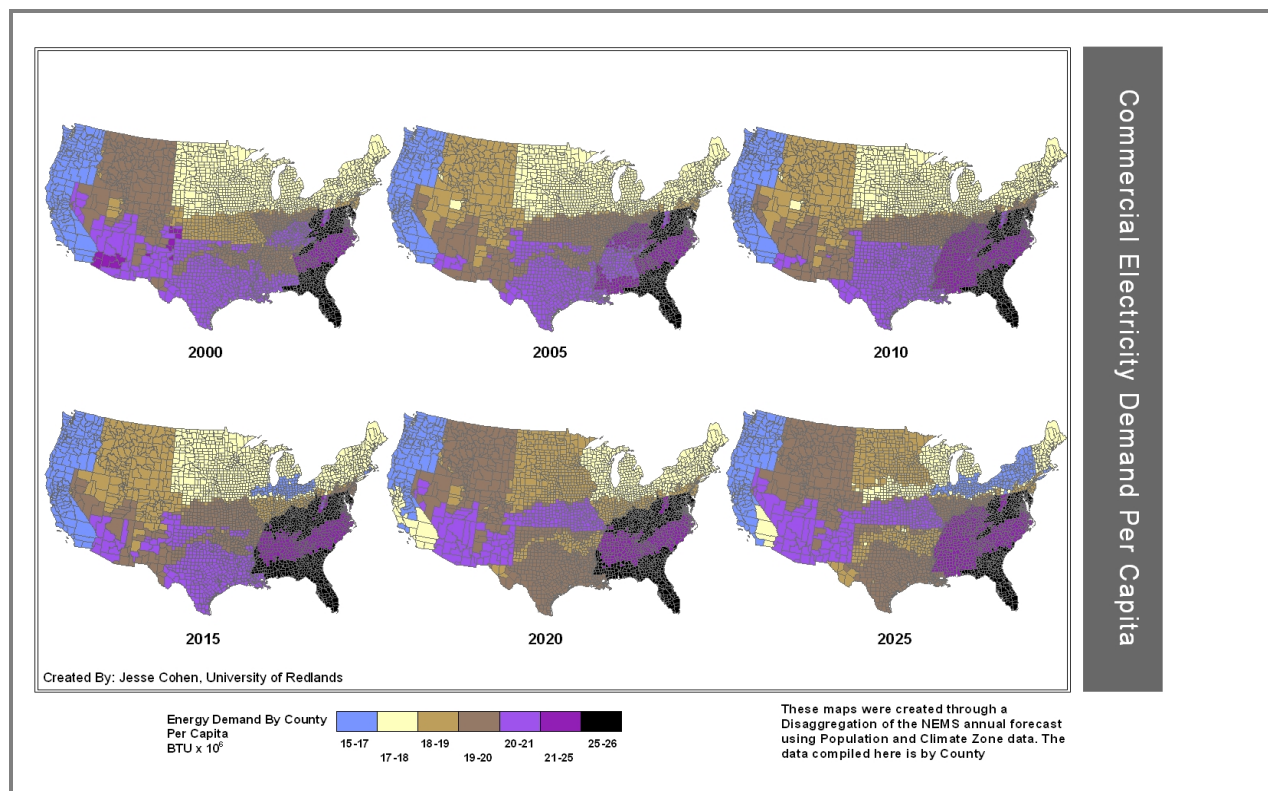 Commercial Electricity Demand Per Capita
2000
2005
2010
2015
2020
2025
Created By: Jesse Cohen, University of Redlands
Energy Demand By County
Per Capita
BTU x 10⁶
15-17
17-18
18-19
19-20
20-21
21-25
25-26
These maps were created through a
Disaggregation of the NEMS annual forecast
using Population and Climate Zone data. The
data compiled here is by County